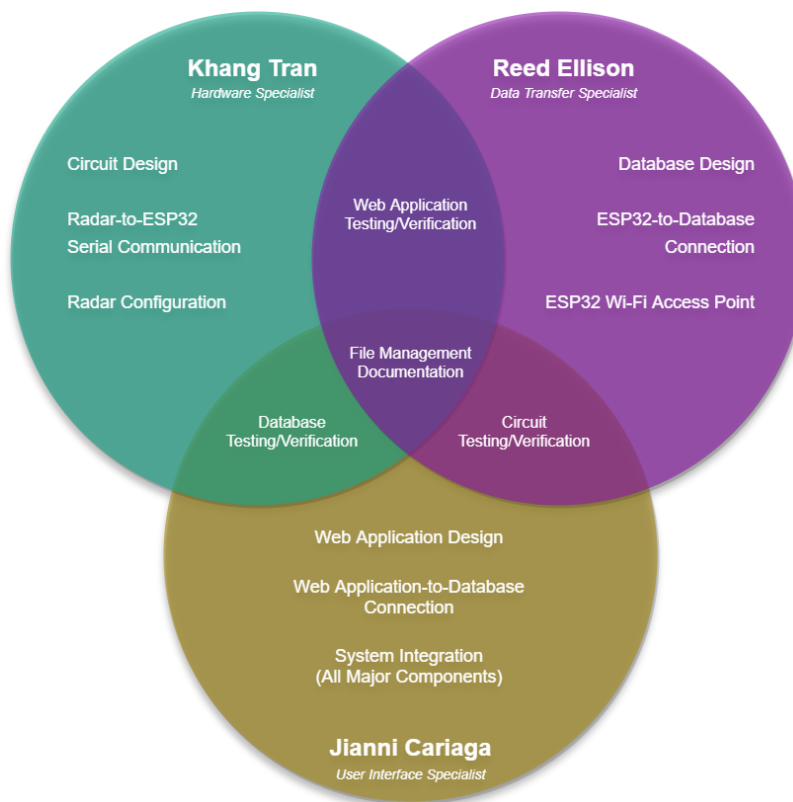 Khang Tran
Hardware Specialist
Circuit Design
Radar-to-ESP32
Serial Communication
Radar Configuration
Reed Ellison
Data Transfer Specialist
Database Design
ESP32-to-Database
Connection
ESP32 Wi-Fi Access Point
Web Application
Testing/Verification
File Management
Documentation
Database
Testing/Verification
Circuit
Testing/Verification
Web Application Design
Web Application-to-Database
Connection
System Integration
(All Major Components)
Jianni Cariaga
User Interface Specialist